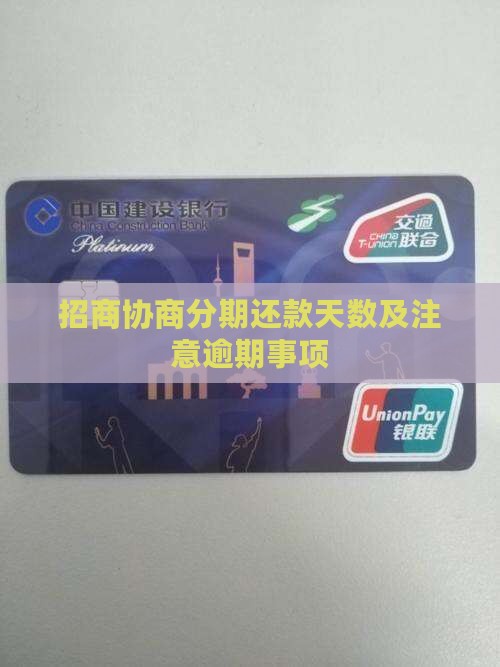 中国建设银行
China Construction Bank
Platinum
交通
CHINA
T-UNION 联合
招商协商分期还款天数及注
意逾期事项
UnionPay
银联